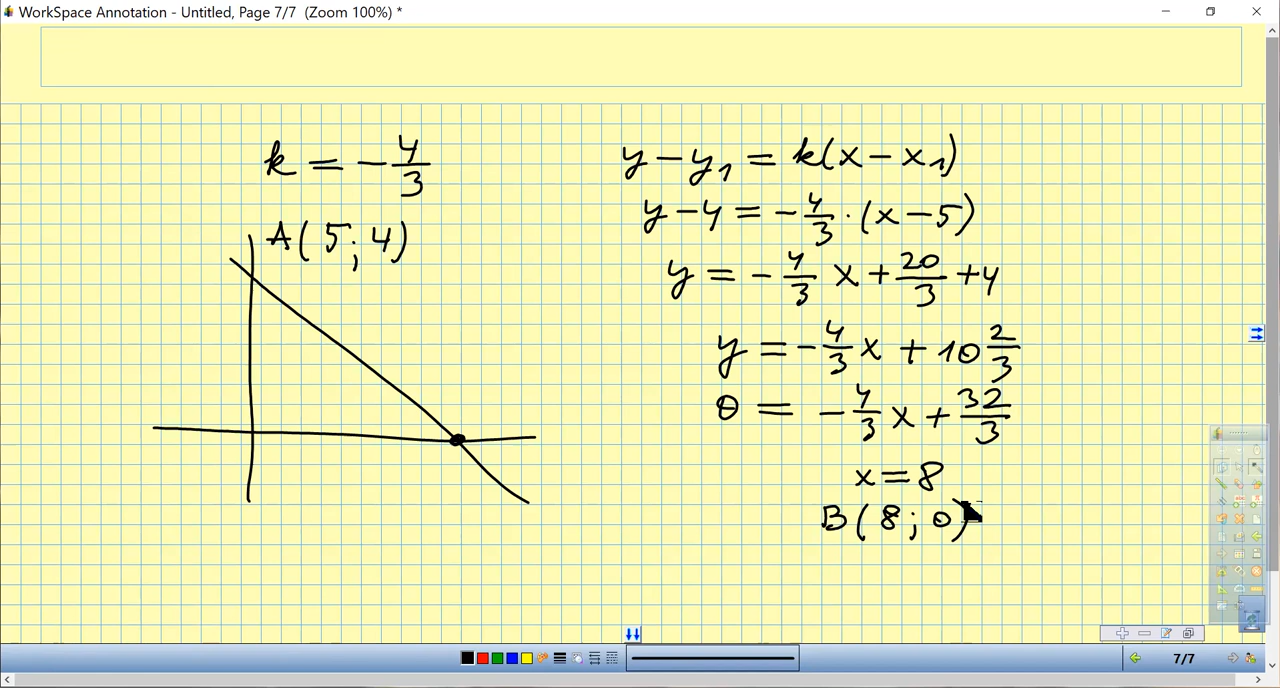 WorkSpace Annotation - Untitled, Page 7/7 (Zoom 100%) *
k = -4/3
A(5;4)
y - y₁ = k(x - x₁)
y - 4 = -4/3 · (x - 5)
y = -4/3 x + 20/3 + 4
y = -4/3 x + 10 2/3
0 = -4/3 x + 32/3
x = 8
B(8;0)
7/7